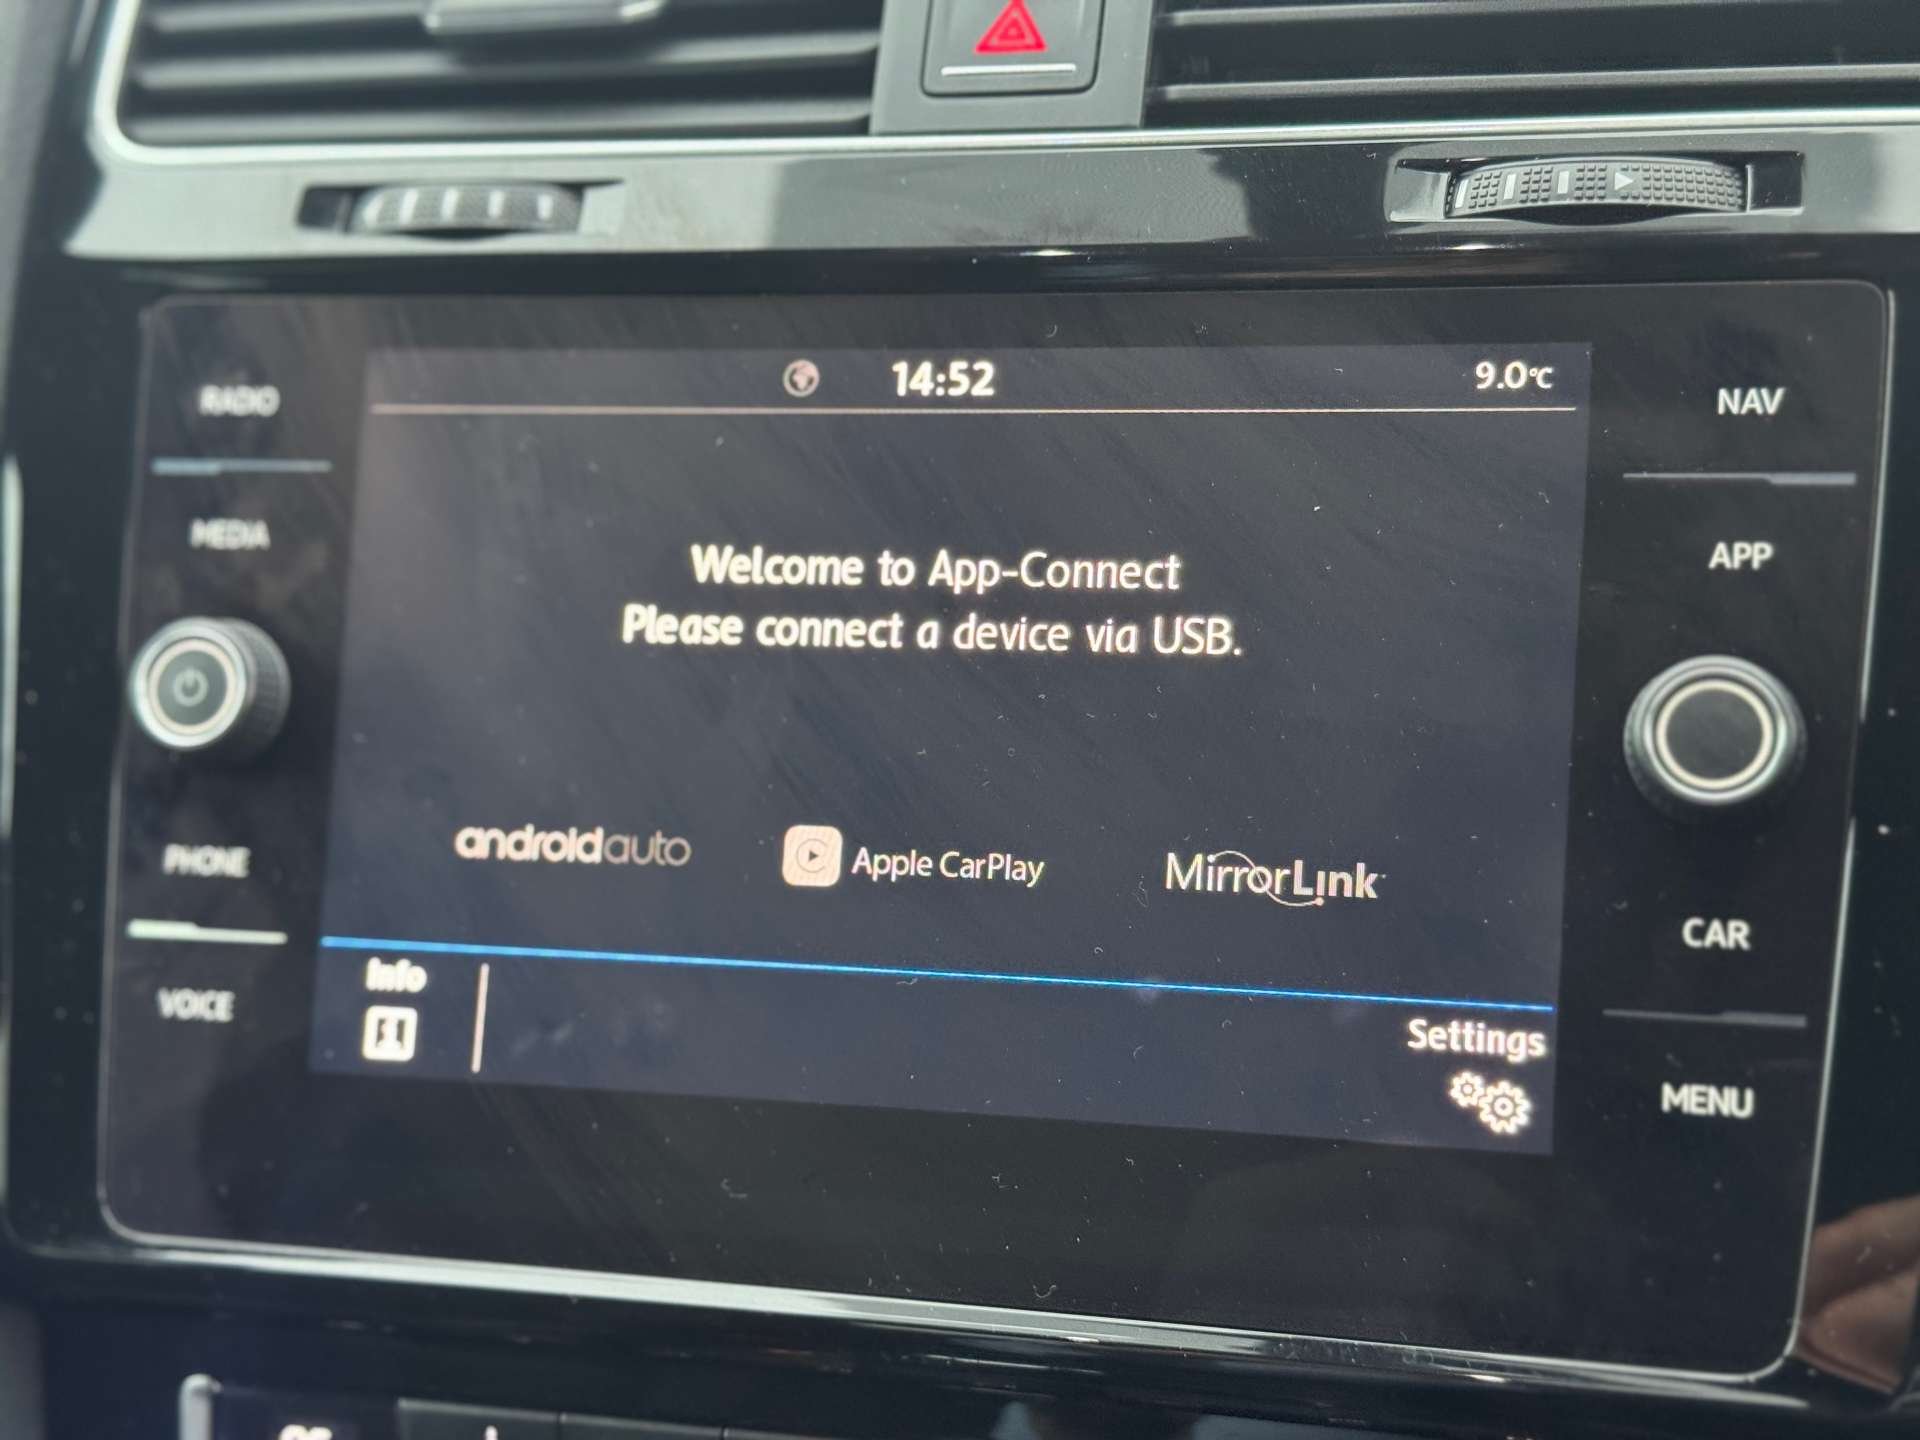 14:52
9.0°C
RADIO
NAV
MEDIA
APP
Welcome to App-Connect
Please connect a device via USB.
androidauto
Apple CarPlay
MirrorLink
PHONE
CAR
Info
VOICE
Settings
MENU